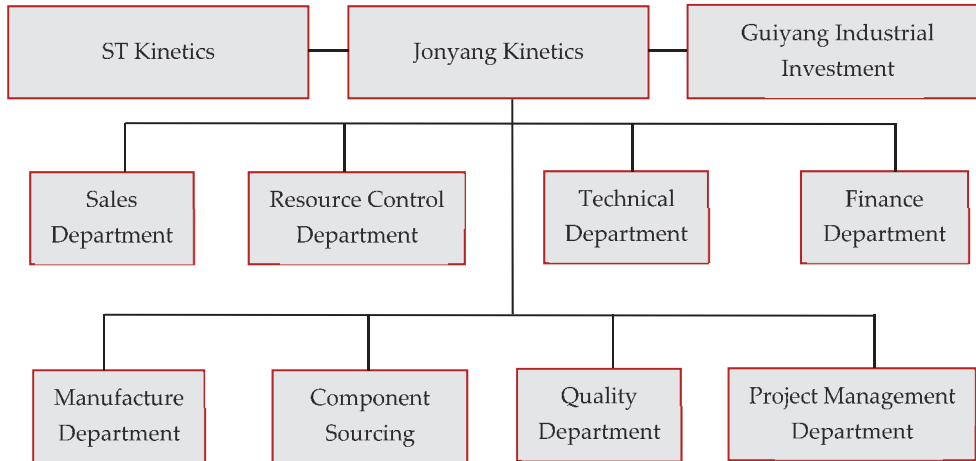 ST Kinetics
Jonyang Kinetics
Guiyang Industrial
Investment
Sales
Department
Resource Control
Department
Technical
Department
Finance
Department
Manufacture
Department
Component
Sourcing
Quality
Department
Project Management
Department